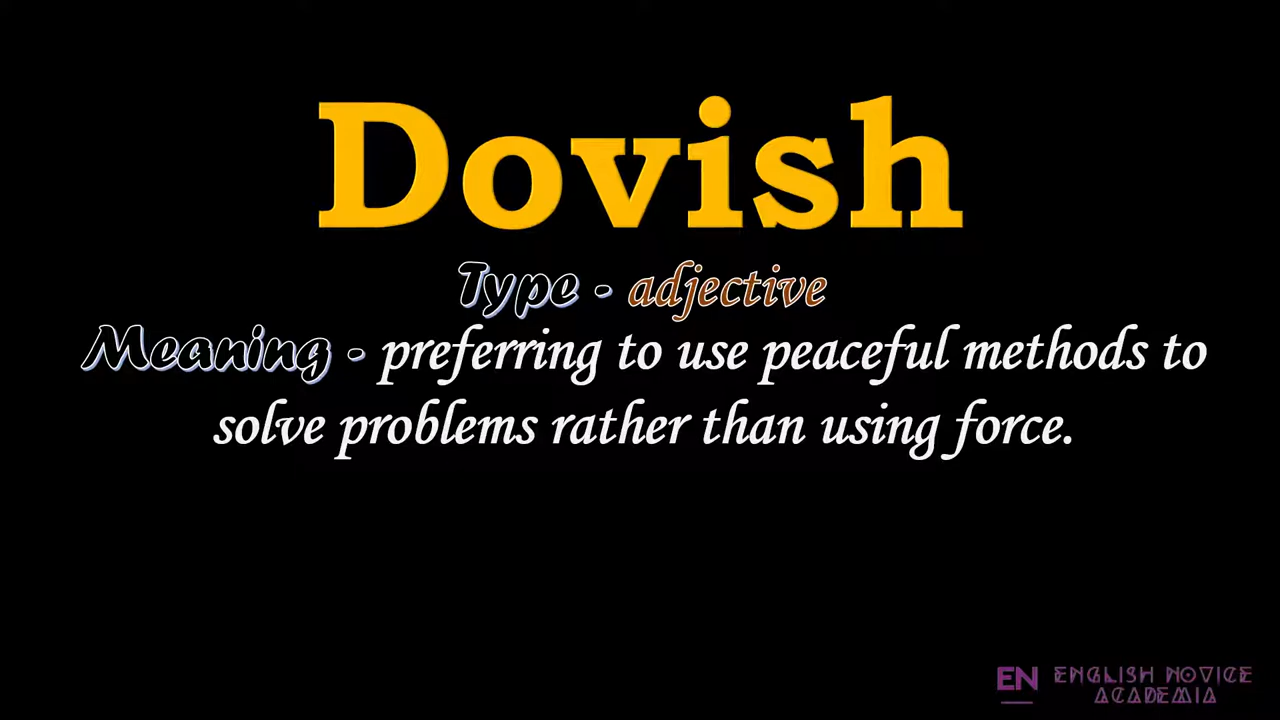 Dovish
Type - adjective
Meaning - preferring to use peaceful methods to
solve problems rather than using force.
EN ENGLISH NOVICE
ACADEMIA